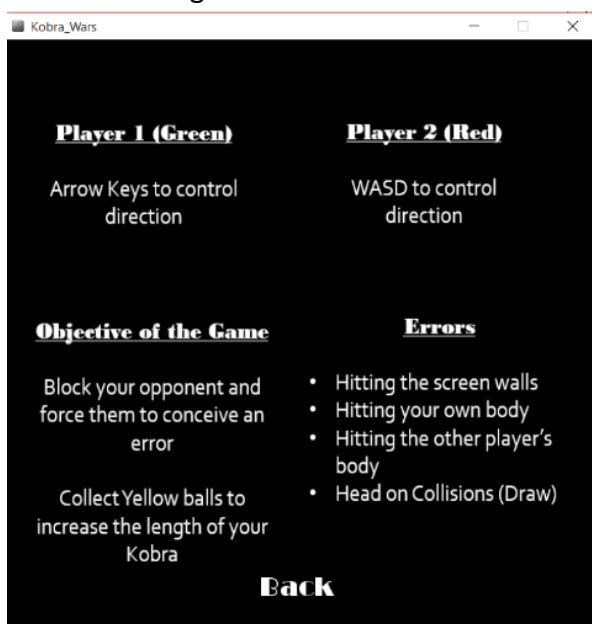 Kobra_Wars
Player 1 (Green)
Arrow Keys to control
direction
Player 2 (Red)
WASD to control
direction
Objective of the Game
Block your opponent and
force them to conceive an
error
Collect Yellow balls to
increase the length of your
Kobra
Errors
• Hitting the screen walls
• Hitting your own body
• Hitting the other player's
body
• Head on Collisions (Draw)
Back